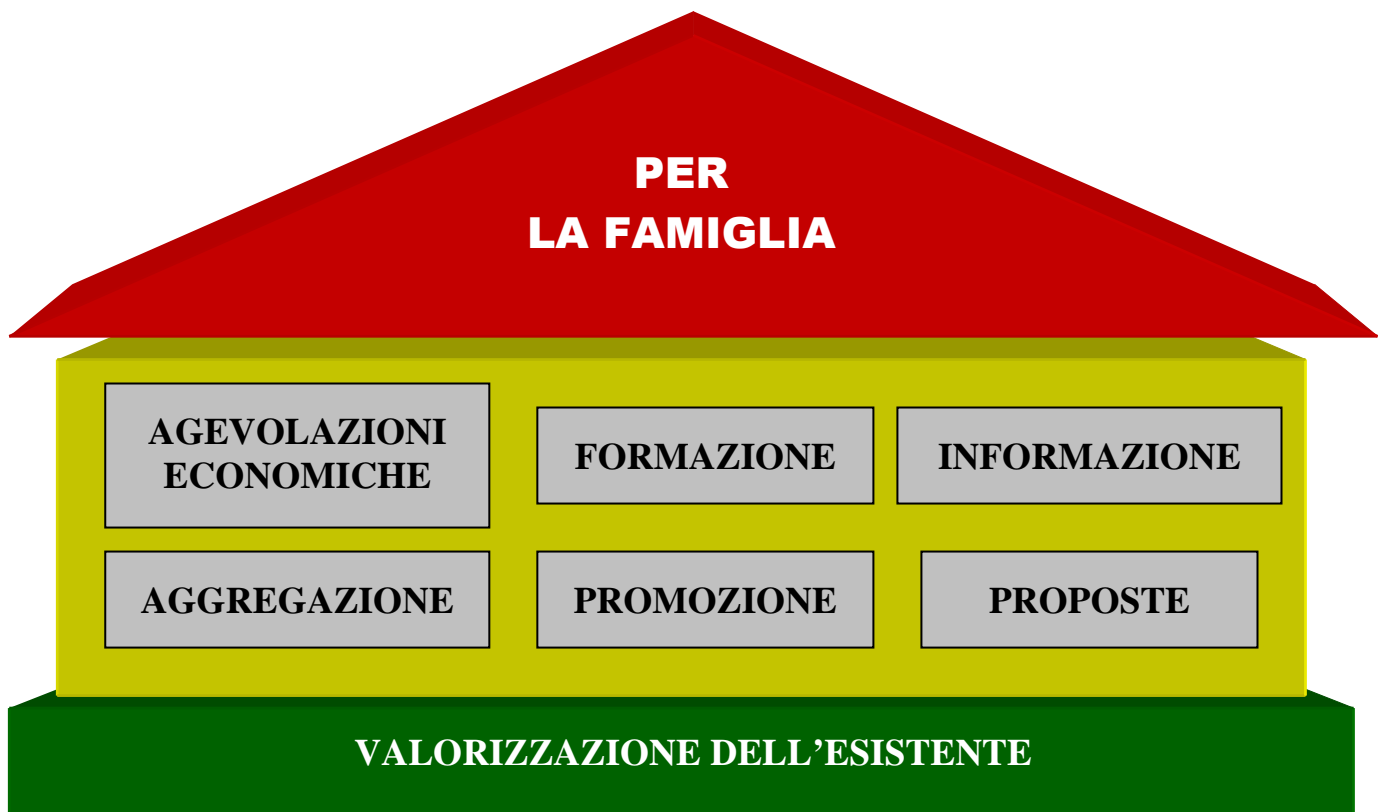 PER
LA FAMIGLIA
AGEVOLAZIONI
ECONOMICHE
FORMAZIONE
INFORMAZIONE
AGGREGAZIONE
PROMOZIONE
PROPOSTE
VALORIZZAZIONE DELL’ESISTENTE